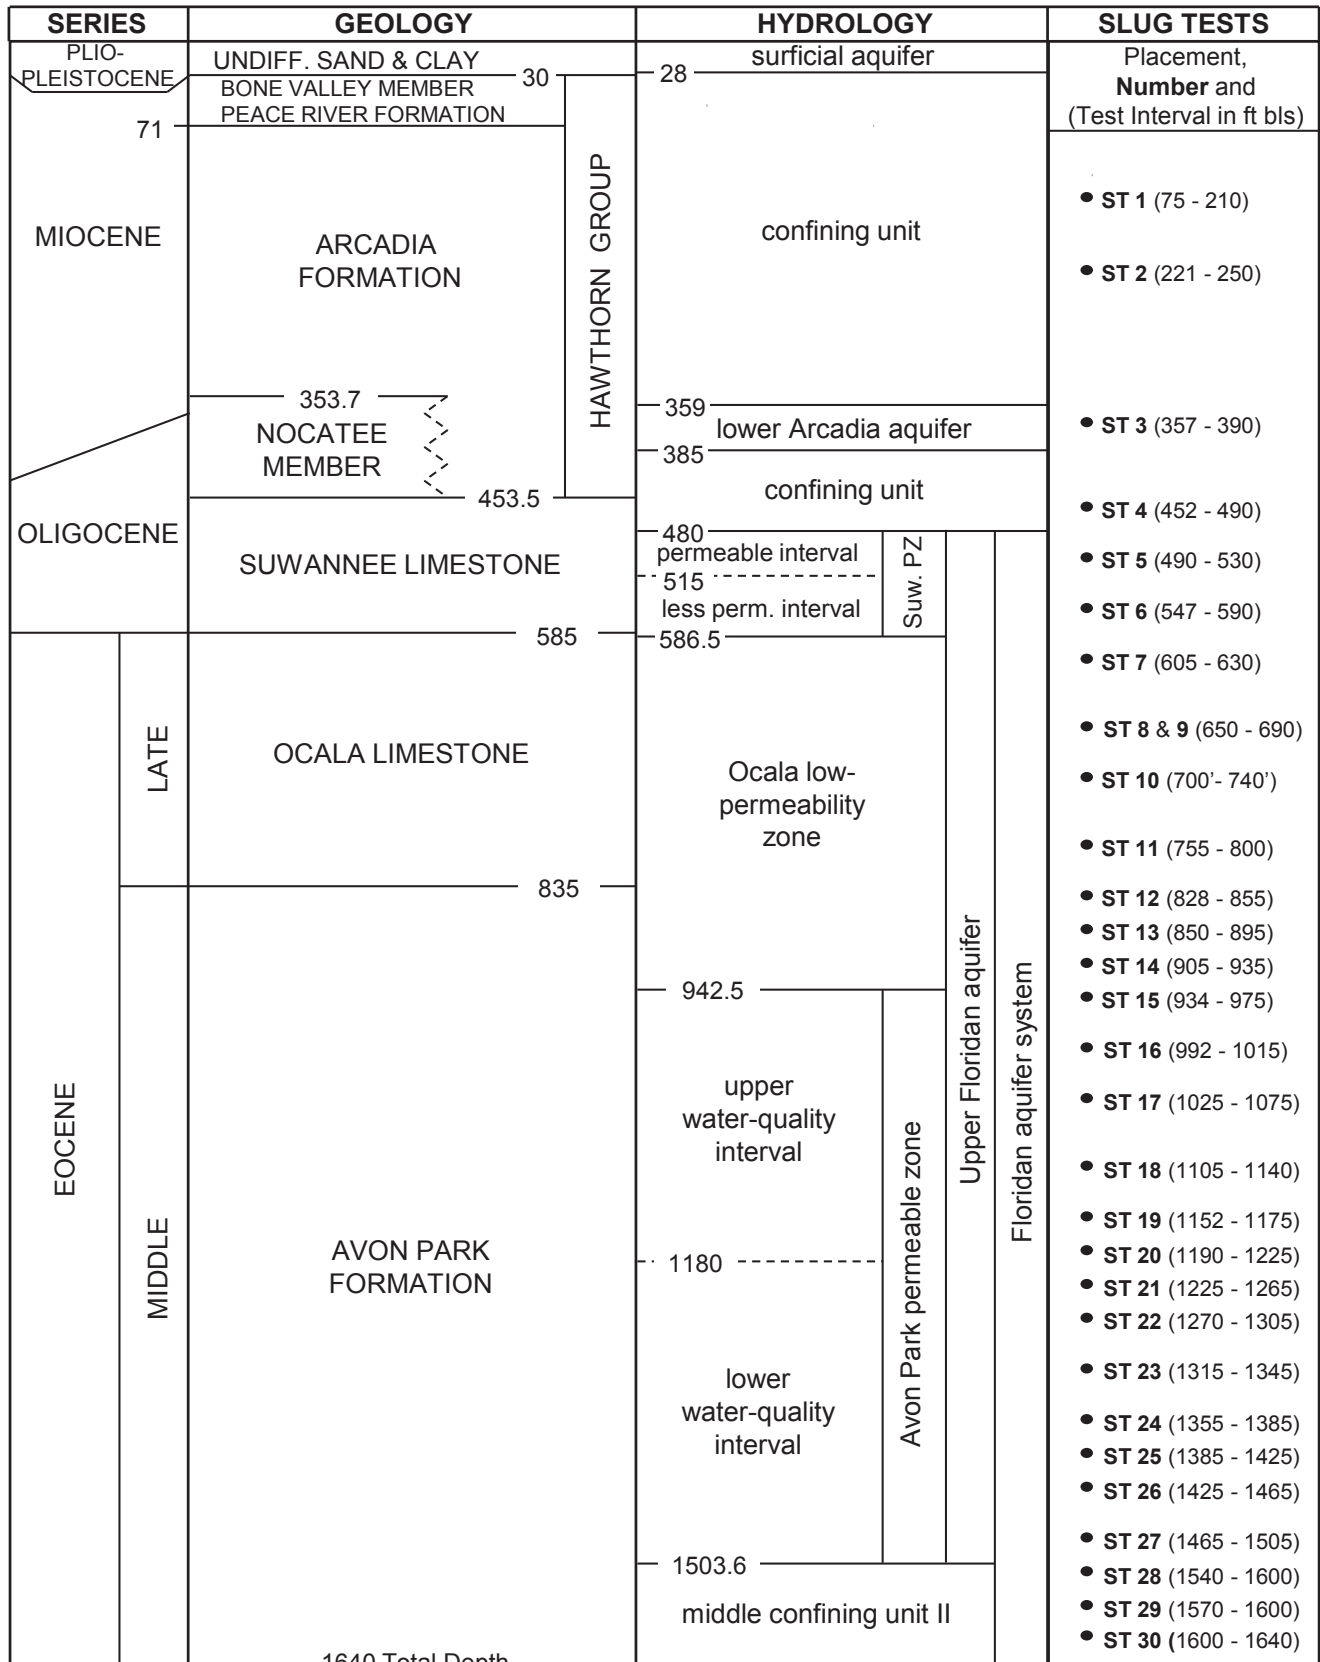 SERIES
GEOLOGY
HYDROLOGY
SLUG TESTS
PLIO-
PLEISTOCENE
UNDIFF. SAND & CLAY
30
BONE VALLEY MEMBER
PEACE RIVER FORMATION
71
MIOCENE
ARCADIA
FORMATION
HAWTHORN GROUP
353.7
NOCATEE
MEMBER
453.5
OLIGOCENE
SUWANNEE LIMESTONE
585
LATE
OCALA LIMESTONE
835
EOCENE
MIDDLE
AVON PARK
FORMATION
1640 Total Depth
surficial aquifer
28
confining unit
359
lower Arcadia aquifer
385
confining unit
480
permeable interval
515
less perm. interval
Suw. PZ
586.5
Ocala low-
permeability
zone
942.5
upper
water-quality
interval
1180
lower
water-quality
interval
Avon Park permeable zone
Upper Floridan aquifer
Floridan aquifer system
1503.6
middle confining unit II
Placement,
Number and
(Test Interval in ft bls)
ST 1 (75 - 210)
ST 2 (221 - 250)
ST 3 (357 - 390)
ST 4 (452 - 490)
ST 5 (490 - 530)
ST 6 (547 - 590)
ST 7 (605 - 630)
ST 8 & 9 (650 - 690)
ST 10 (700’- 740’)
ST 11 (755 - 800)
ST 12 (828 - 855)
ST 13 (850 - 895)
ST 14 (905 - 935)
ST 15 (934 - 975)
ST 16 (992 - 1015)
ST 17 (1025 - 1075)
ST 18 (1105 - 1140)
ST 19 (1152 - 1175)
ST 20 (1190 - 1225)
ST 21 (1225 - 1265)
ST 22 (1270 - 1305)
ST 23 (1315 - 1345)
ST 24 (1355 - 1385)
ST 25 (1385 - 1425)
ST 26 (1425 - 1465)
ST 27 (1465 - 1505)
ST 28 (1540 - 1600)
ST 29 (1570 - 1600)
ST 30 (1600 - 1640)